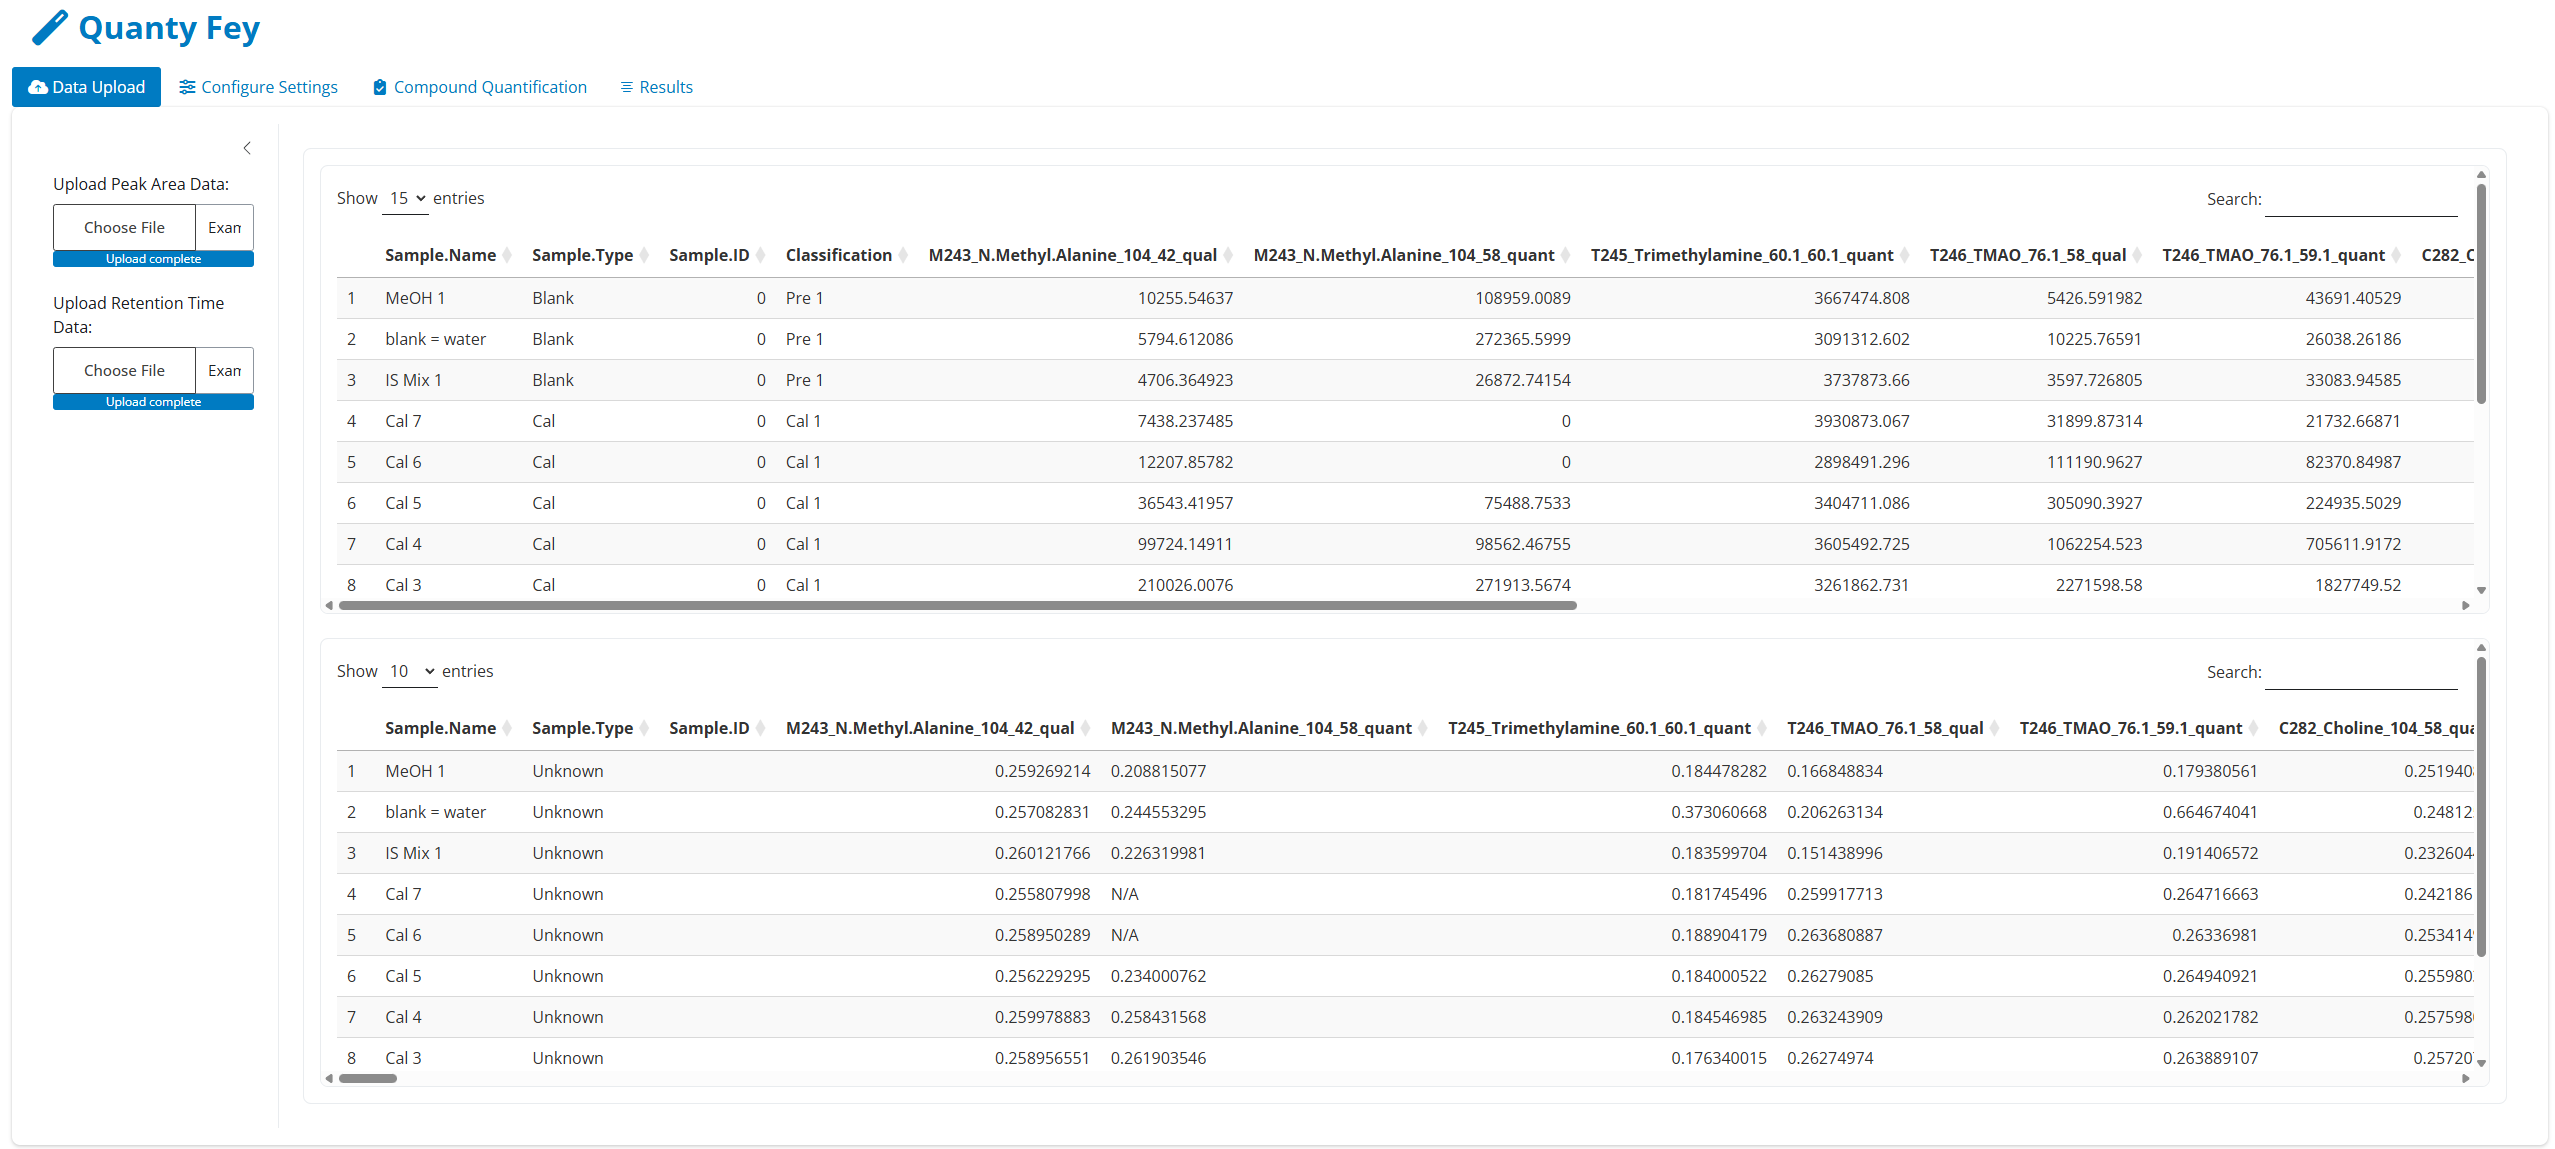 Quanty Fey
Data Upload Configure Settings Compound Quantification Results
Upload Peak Area Data:
Choose File Exam
Upload complete
Upload Retention Time
Data:
Choose File Exam
Upload complete
Show 15 entries Search:
Sample.Name Sample.Type Sample.ID Classification M243_N.Methyl.Alanine_104_42_qual M243_N.Methyl.Alanine_104_58_quant T245_Trimethylamine_60.1_60.1_quant T246_TMAO_76.1_58_qual T246_TMAO_76.1_59.1_quant C282_C
1 MeOH 1 Blank 0 Pre 1 10255.54637 108959.0089 3667474.808 5426.591982 43691.40529
2 blank = water Blank 0 Pre 1 5794.612086 272365.5999 3091312.602 10225.76591 26038.26186
3 IS Mix 1 Blank 0 Pre 1 4706.364923 26872.74154 3737873.66 3597.726805 33083.94585
4 Cal 7 Cal 0 Cal 1 7438.237485 0 3930873.067 31899.87314 21732.66871
5 Cal 6 Cal 0 Cal 1 12207.85782 0 2898491.296 111190.9627 82370.84987
6 Cal 5 Cal 0 Cal 1 36543.41957 75488.7533 3404711.086 305090.3927 224935.5029
7 Cal 4 Cal 0 Cal 1 99724.14911 98562.46755 3605492.725 1062254.523 705611.9172
8 Cal 3 Cal 0 Cal 1 210026.0076 271913.5674 3261862.731 2271598.58 1827749.52
Show 10 entries Search:
Sample.Name Sample.Type Sample.ID M243_N.Methyl.Alanine_104_42_qual M243_N.Methyl.Alanine_104_58_quant T245_Trimethylamine_60.1_60.1_quant T246_TMAO_76.1_58_qual T246_TMAO_76.1_59.1_quant C282_Choline_104_58_qua
1 MeOH 1 Unknown 0.259269214 0.208815077 0.184478282 0.166848834 0.179380561 0.251940
2 blank = water Unknown 0.257082831 0.244553295 0.373060668 0.206263134 0.664674041 0.24812
3 IS Mix 1 Unknown 0.260121766 0.226319981 0.183599704 0.151438996 0.191406572 0.232604
4 Cal 7 Unknown 0.255807998 N/A 0.181745496 0.259917713 0.264716663 0.242186
5 Cal 6 Unknown 0.258950289 N/A 0.188904179 0.263680887 0.26336981 0.253414
6 Cal 5 Unknown 0.256229295 0.234000762 0.184000522 0.26279085 0.264940921 0.255980
7 Cal 4 Unknown 0.259978883 0.258431568 0.184546985 0.263243909 0.262021782 0.257598
8 Cal 3 Unknown 0.258956551 0.261903546 0.176340015 0.26274974 0.263889107 0.25720